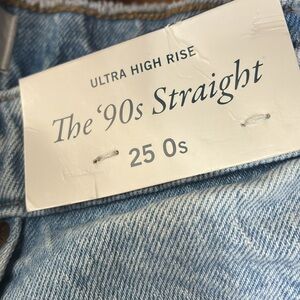 ULTRA HIGH RISE
The ‘90s Straight
25 0s